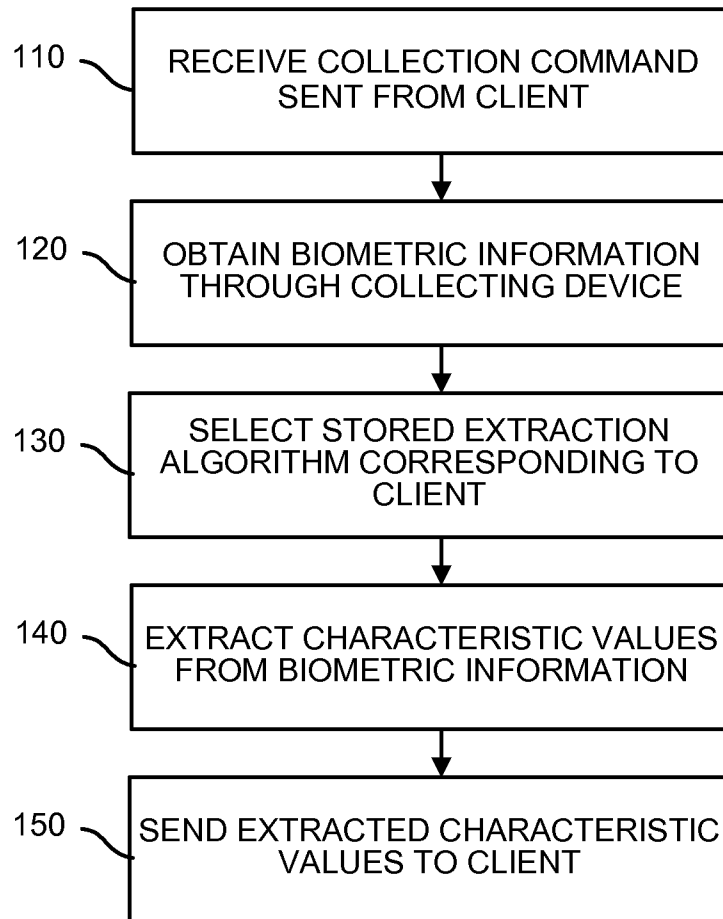 110
RECEIVE COLLECTION COMMAND
SENT FROM CLIENT
120
OBTAIN BIOMETRIC INFORMATION
THROUGH COLLECTING DEVICE
130
SELECT STORED EXTRACTION
ALGORITHM CORRESPONDING TO
CLIENT
140
EXTRACT CHARACTERISTIC VALUES
FROM BIOMETRIC INFORMATION
150
SEND EXTRACTED CHARACTERISTIC
VALUES TO CLIENT